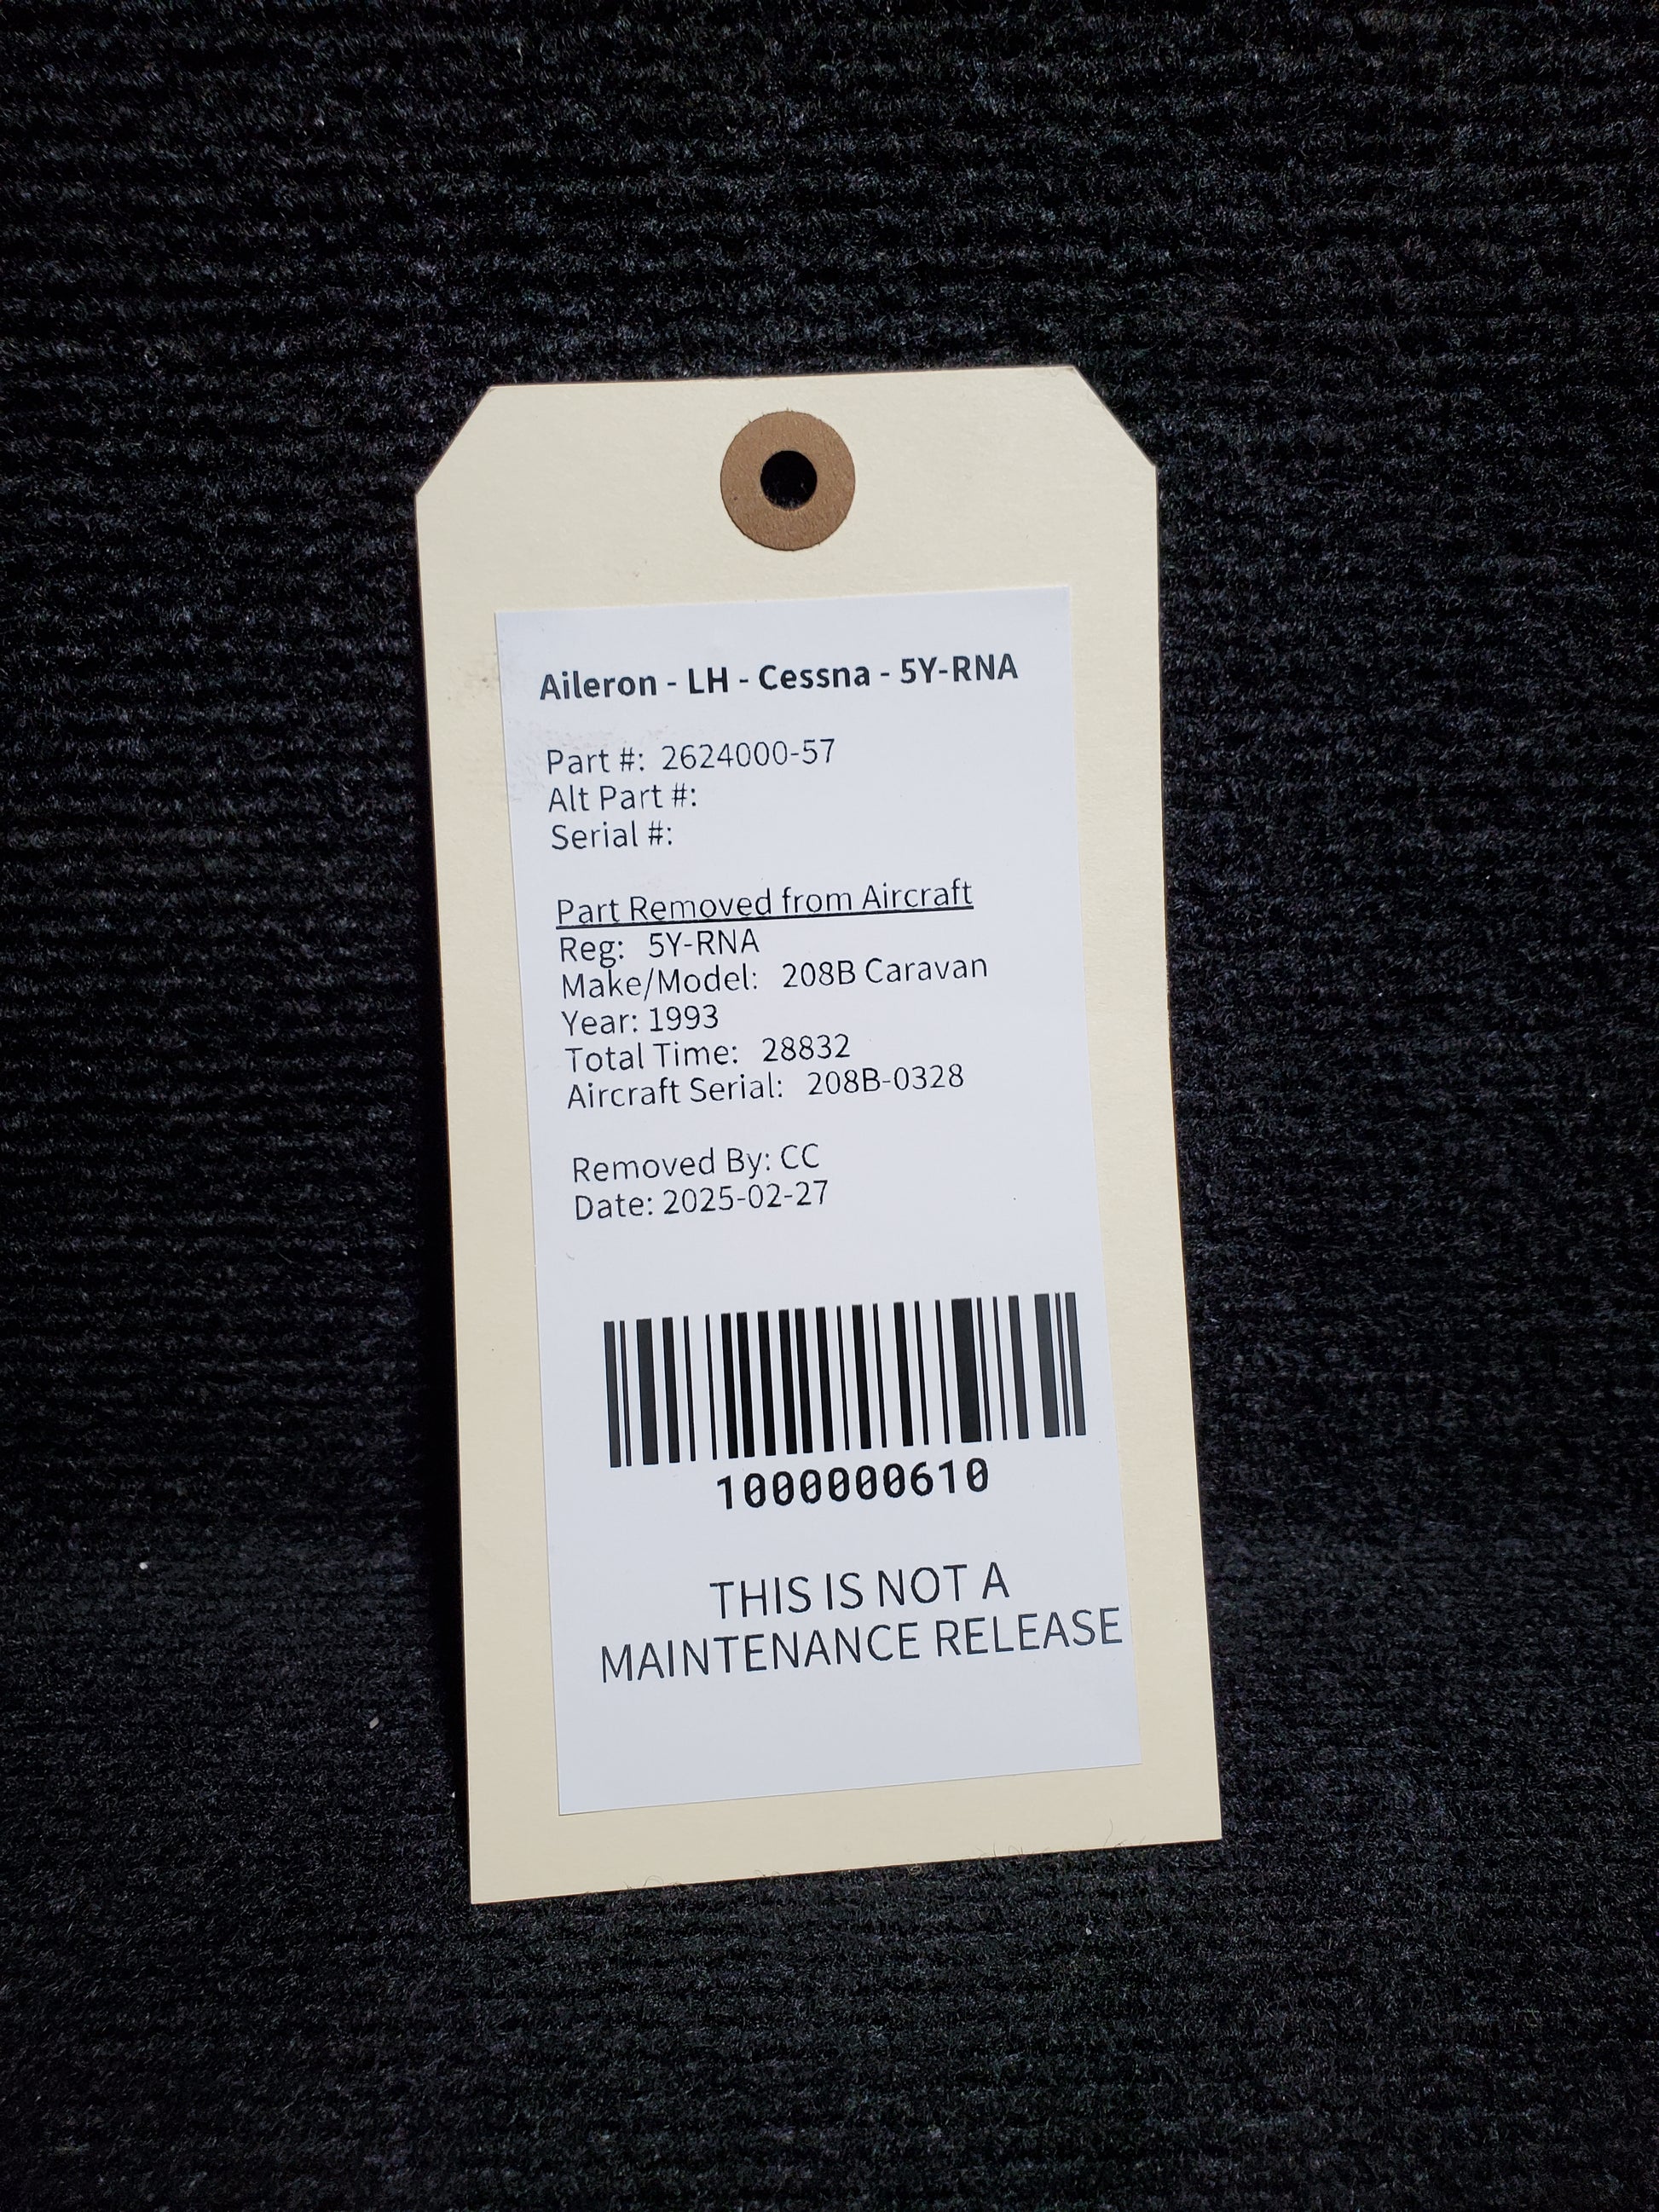 Aileron - LH - Cessna - 5Y-RNA
Part #: 2624000-57
Alt Part #:
Serial #:
Part Removed from Aircraft
Reg: 5Y-RNA
Make/Model: 208B Caravan
Year: 1993
Total Time: 28832
Aircraft Serial: 208B-0328
Removed By: CC
Date: 2025-02-27
1000000610
THIS IS NOT A
MAINTENANCE RELEASE